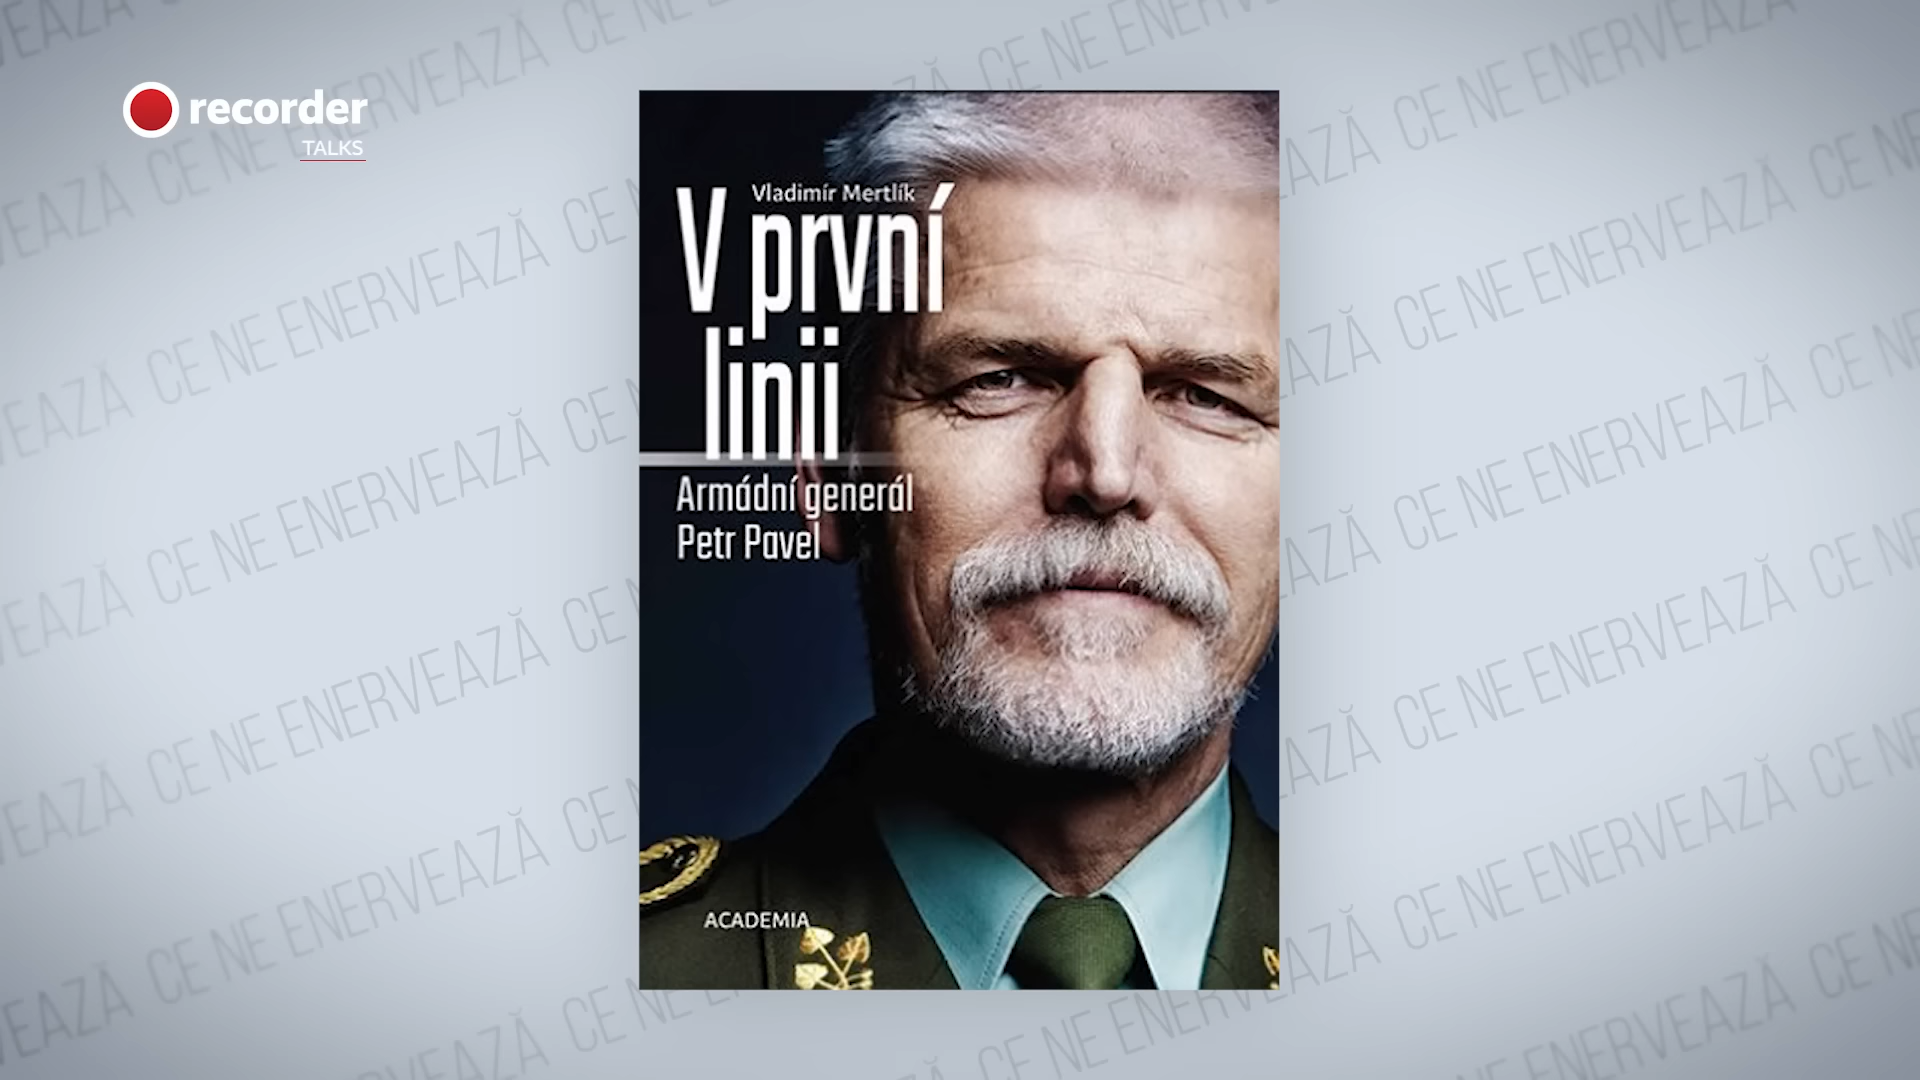 recorder
TALKS
Vladimír Mertlík
V první
linii
Armádní generál
Petr Pavel
ACADEMIA
CE NE ENERVEAZĂ